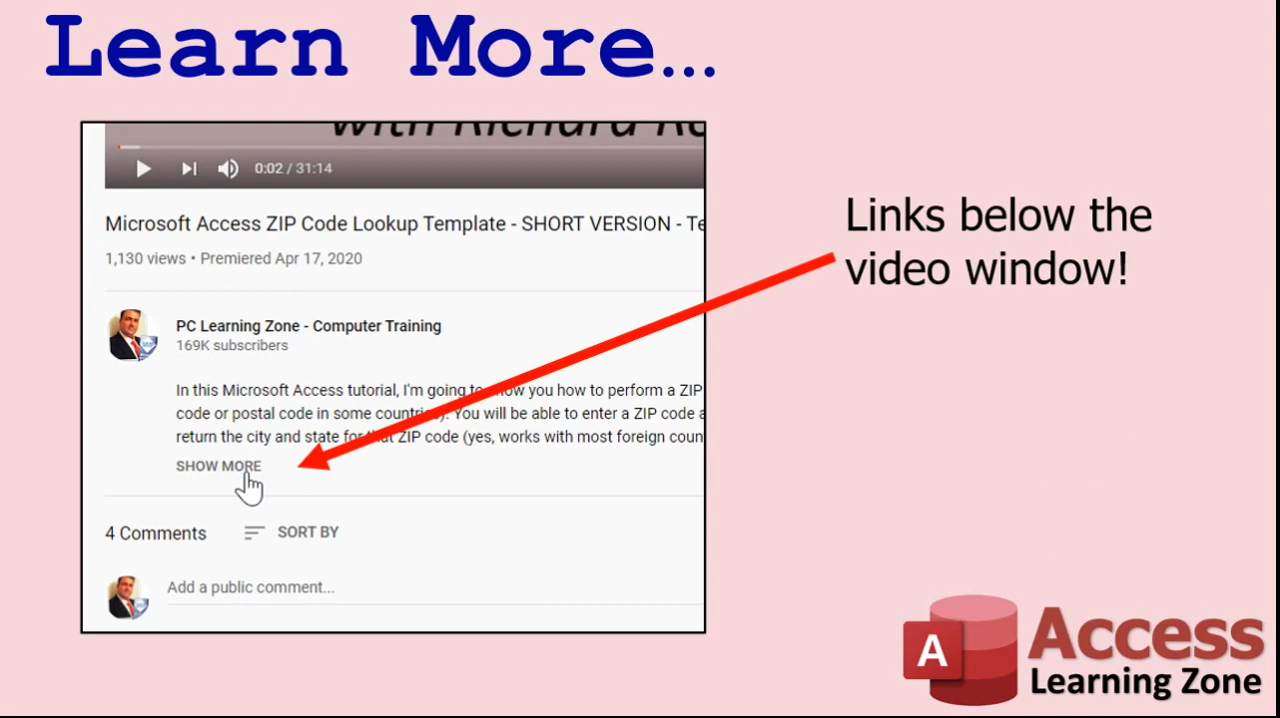 Learn More...
with Richard
0:02 / 31:14
Microsoft Access ZIP Code Lookup Template - SHORT VERSION -
1,130 views • Premiered Apr 17, 2020
Links below the
video window!
PC Learning Zone - Computer Training
169K subscribers
In this Microsoft Access tutorial, I'm going to show you how to perform a ZIP
code or postal code in some countries). You will be able to enter a ZIP code
return the city and state for that ZIP code (yes, works with most foreign
SHOW MORE
4 Comments SORT BY
Add a public comment...
A
Access
Learning Zone